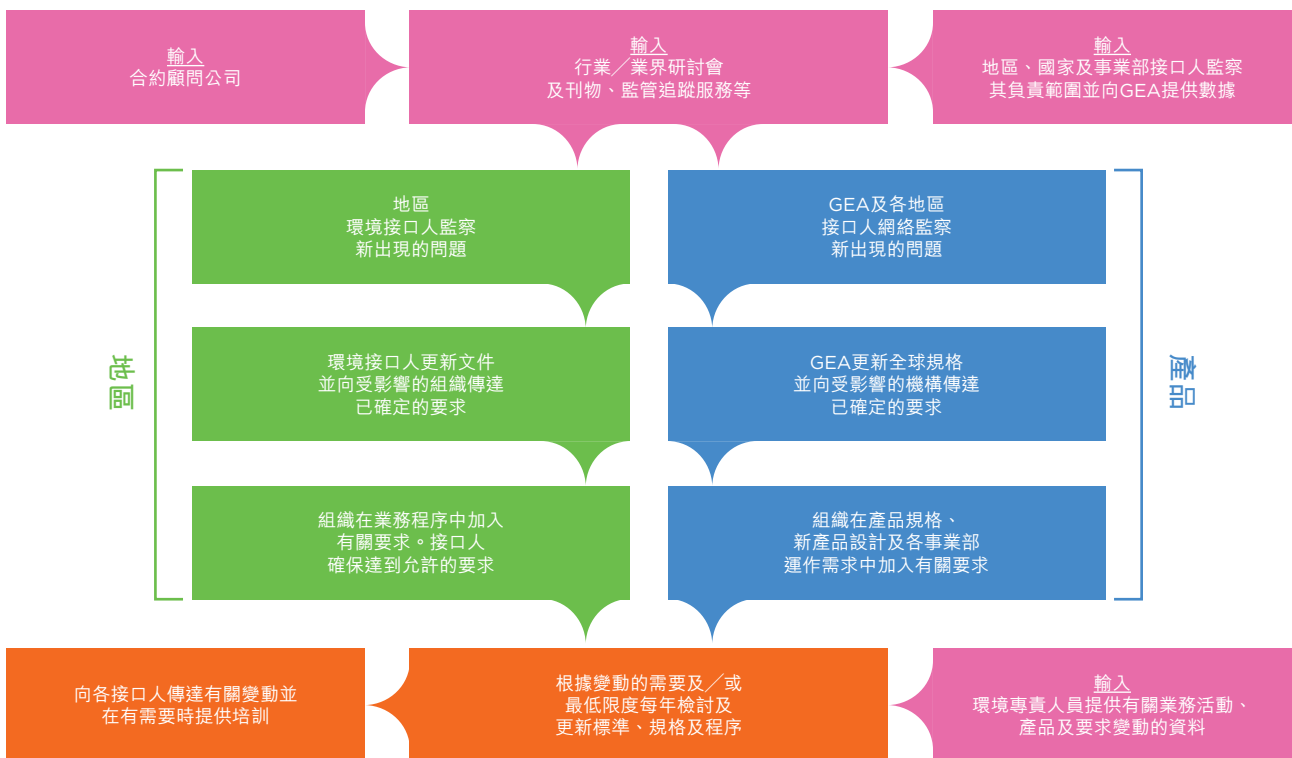 輸入
合約顧問公司
輸入
行業╱業界研討會
及刊物、監管追蹤服務等
輸入
地區、國家及事業部接口人監察
其負責範圍並向GEA提供數據
地區
地區
環境接口人監察
新出現的問題
環境接口人更新文件
並向受影響的組織傳達
已確定的要求
組織在業務程序中加入
有關要求。接口人
確保達到允許的要求
GEA及各地區
接口人網絡監察
新出現的問題
GEA更新全球規格
並向受影響的機構傳達
已確定的要求
組織在產品規格、
新產品設計及各事業部
運作需求中加入有關要求
產品
向各接口人傳達有關變動並
在有需要時提供培訓
根據變動的需要及╱或
最低限度每年檢討及
更新標準、規格及程序
輸入
環境專責人員提供有關業務活動、
產品及要求變動的資料